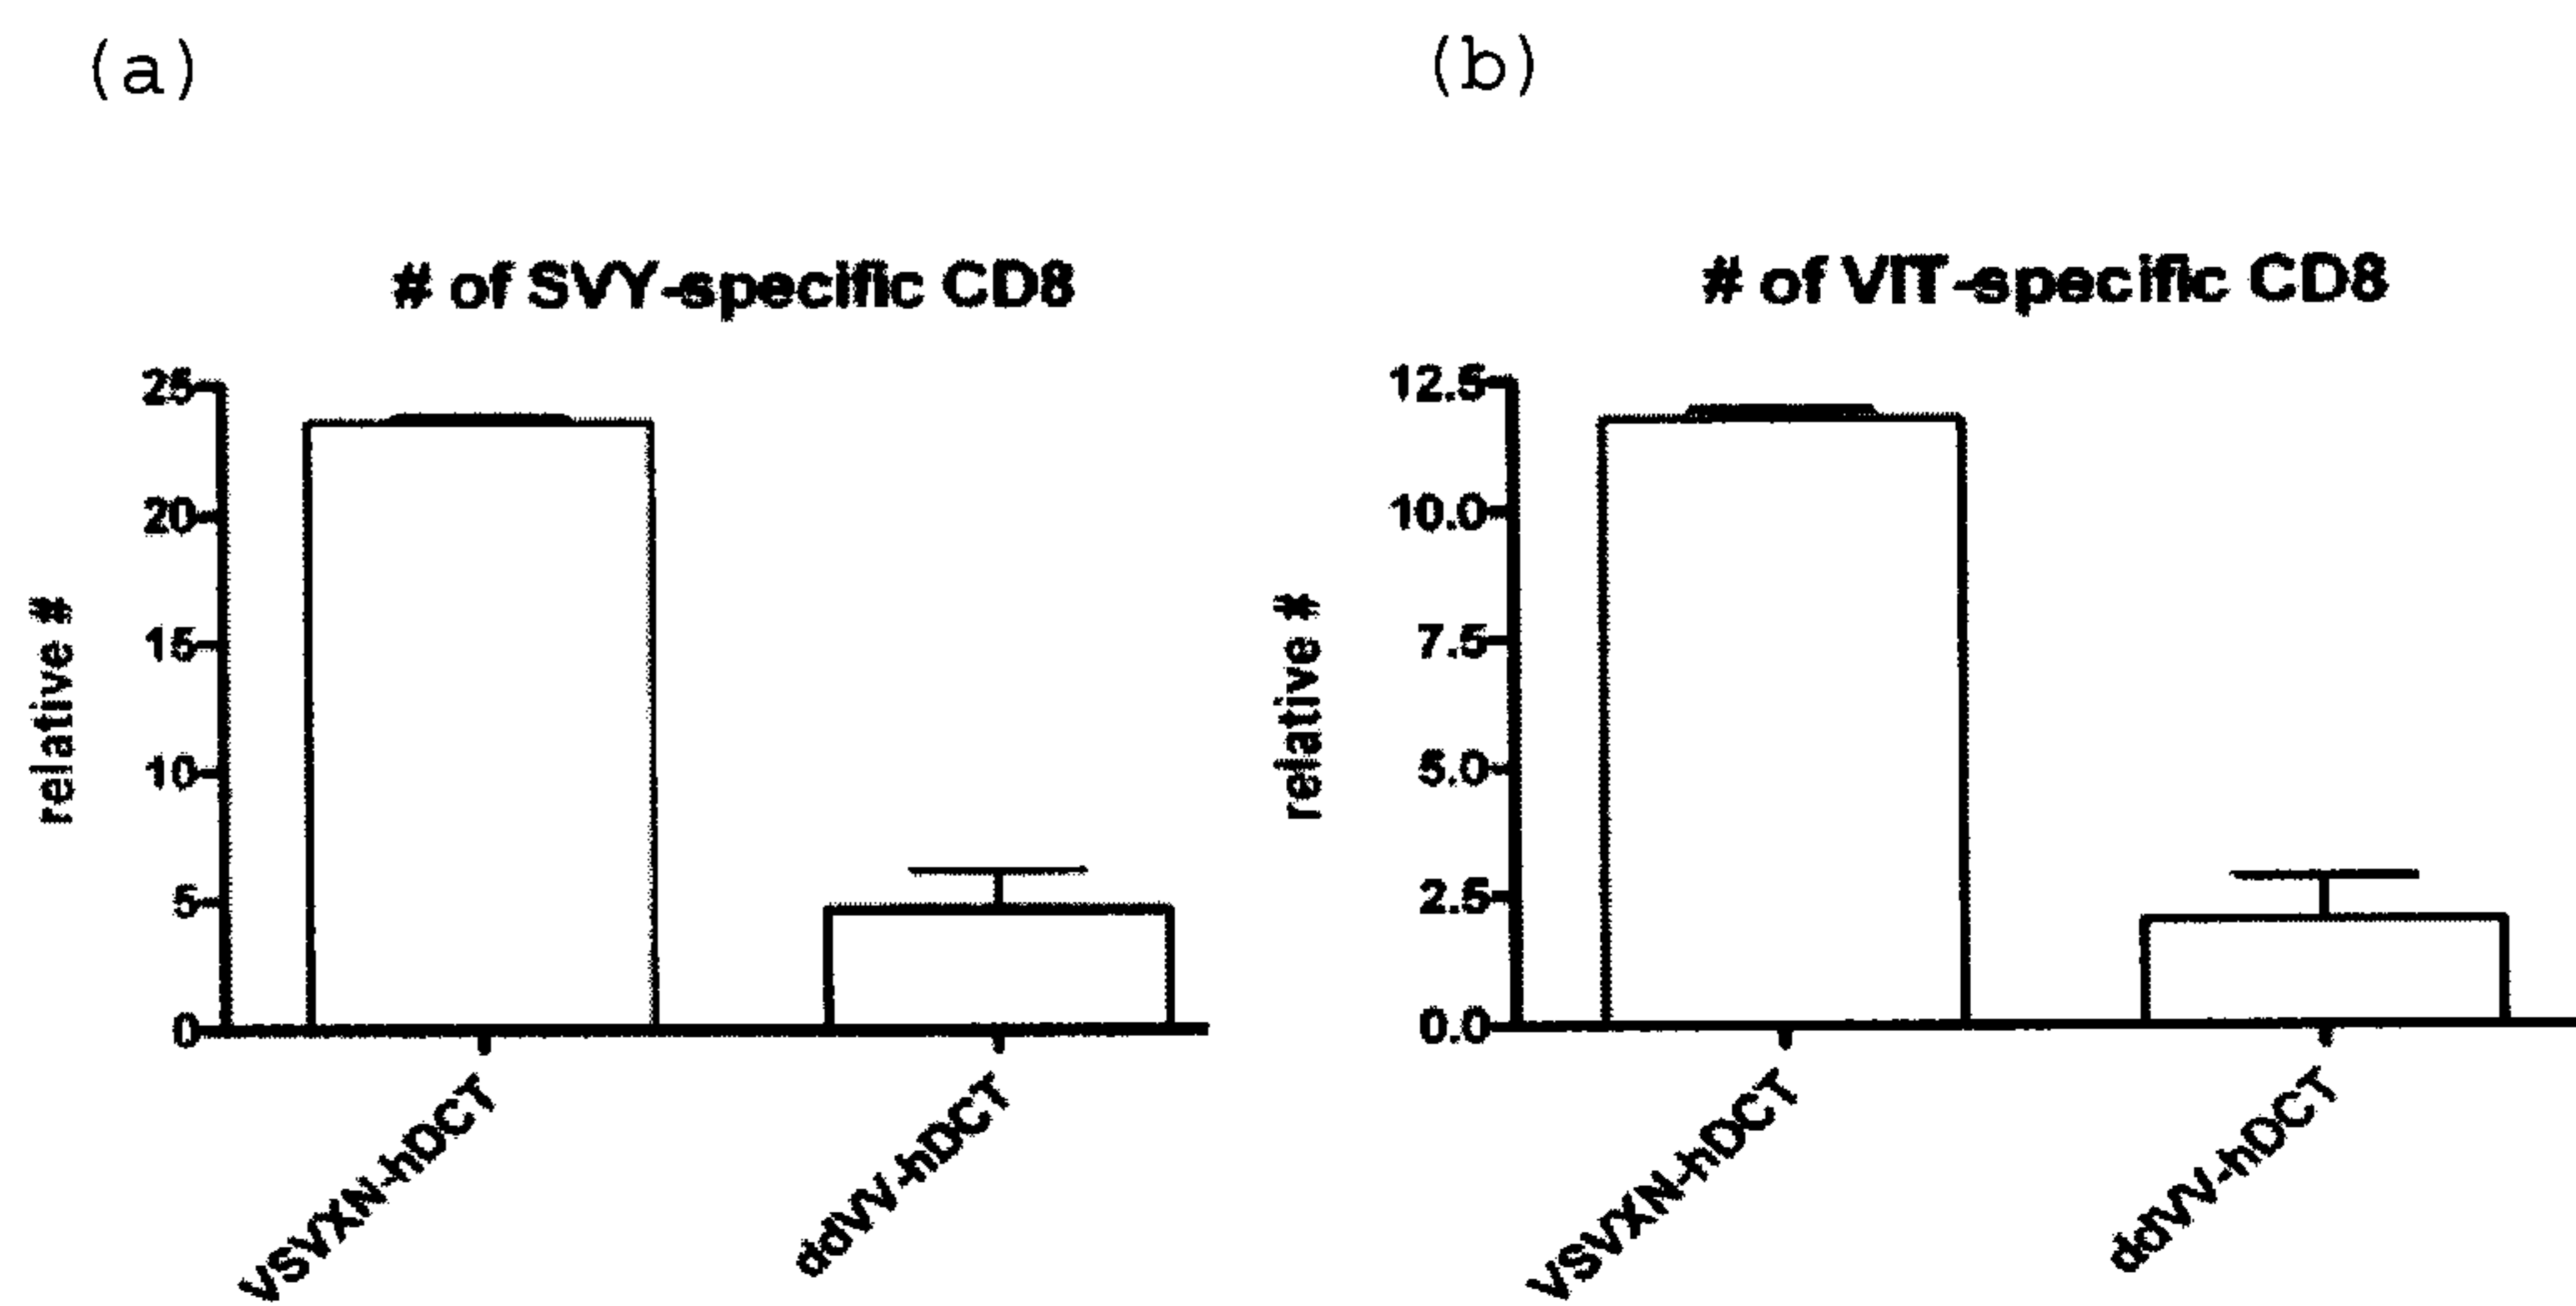 (a)
# of SVY-specific CD8
25
20
15
10
5
0
relative #
VSVXN-hDCT
ddVV-hDCT
(b)
# of VIT-specific CD8
12.5
10.0
7.5
5.0
2.5
0.0
relative #
VSVXN-hDCT
ddVV-hDCT